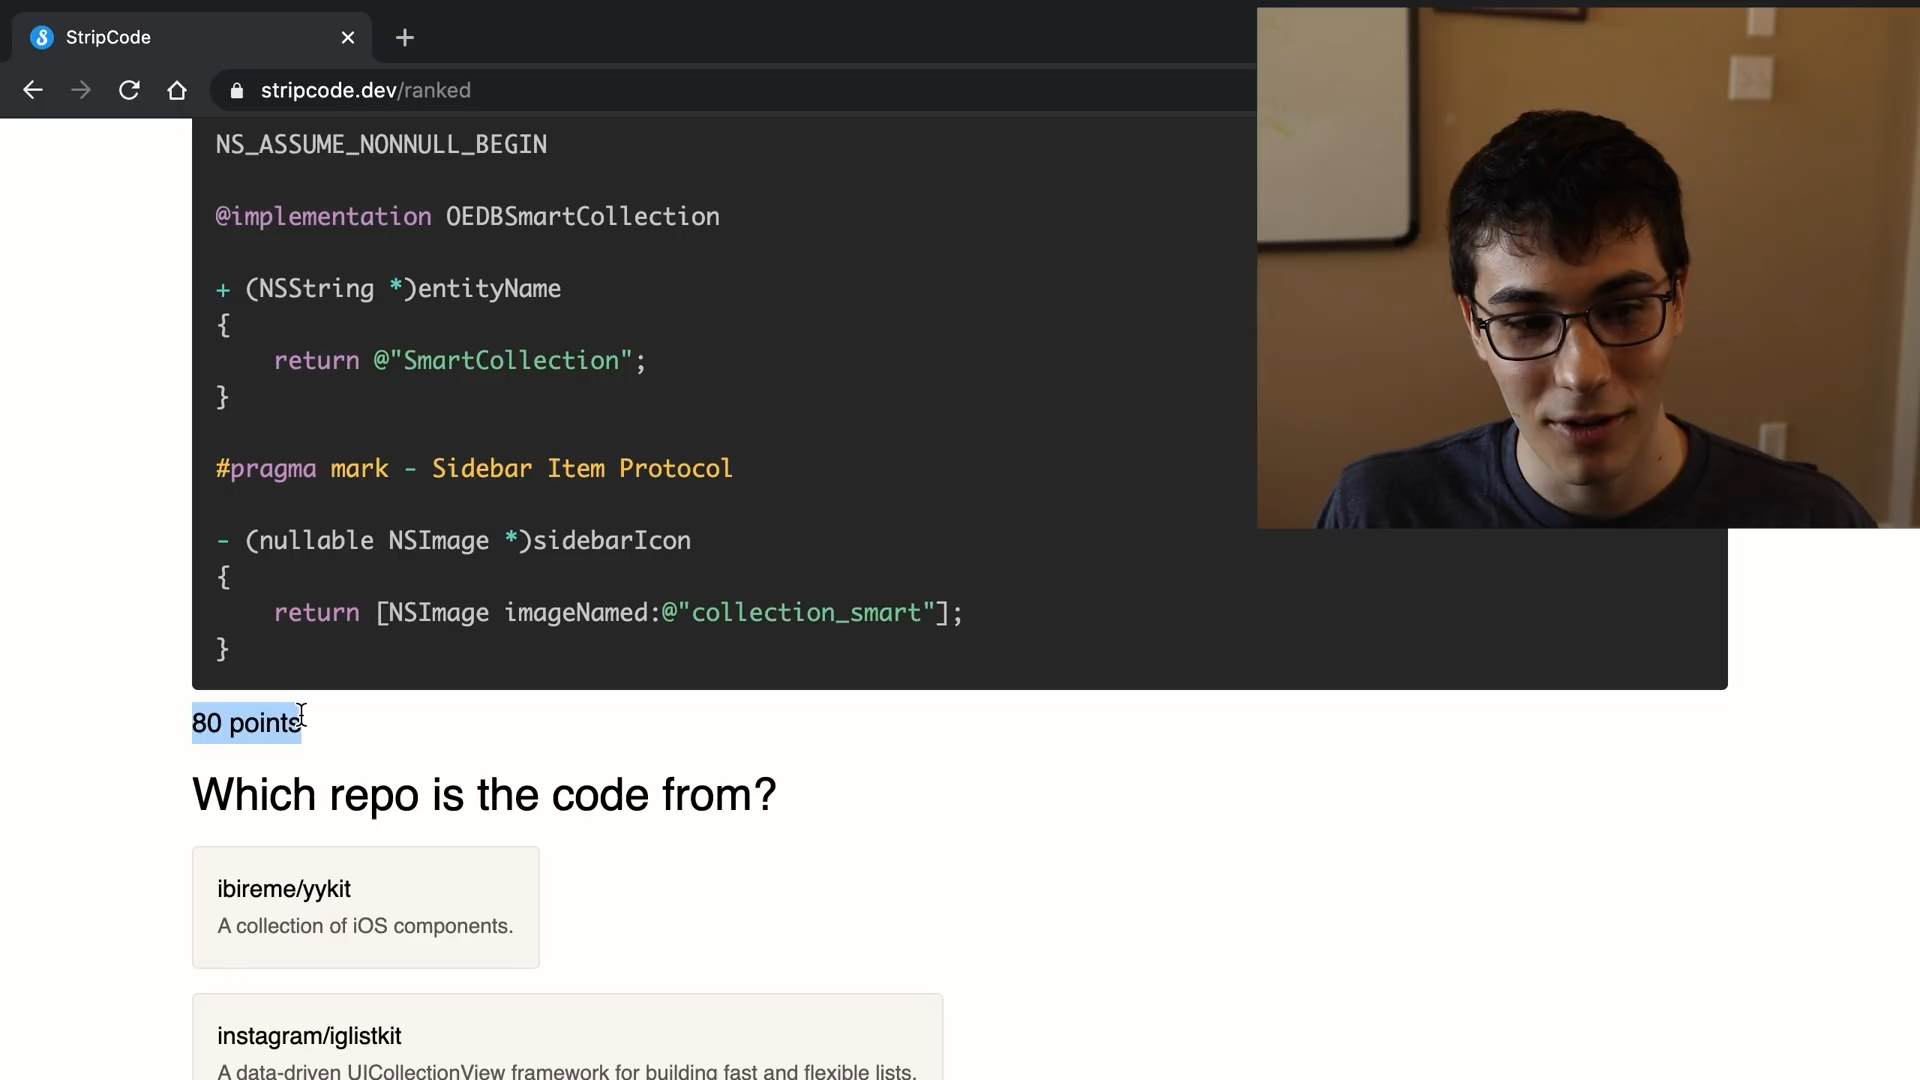 StripCode
stripcode.dev/ranked
NS_ASSUME_NONNULL_BEGIN
@implementation OEDBSmartCollection
+ (NSString *)entityName
{
return @"SmartCollection";
}
#pragma mark - Sidebar Item Protocol
- (nullable NSImage *)sidebarIcon
{
return [NSImage imageNamed:@"collection_smart"];
}
80 points
Which repo is the code from?
ibireme/yykit
A collection of iOS components.
instagram/iglistkit
A data-driven UICollectionView framework for building fast and flexible lists.